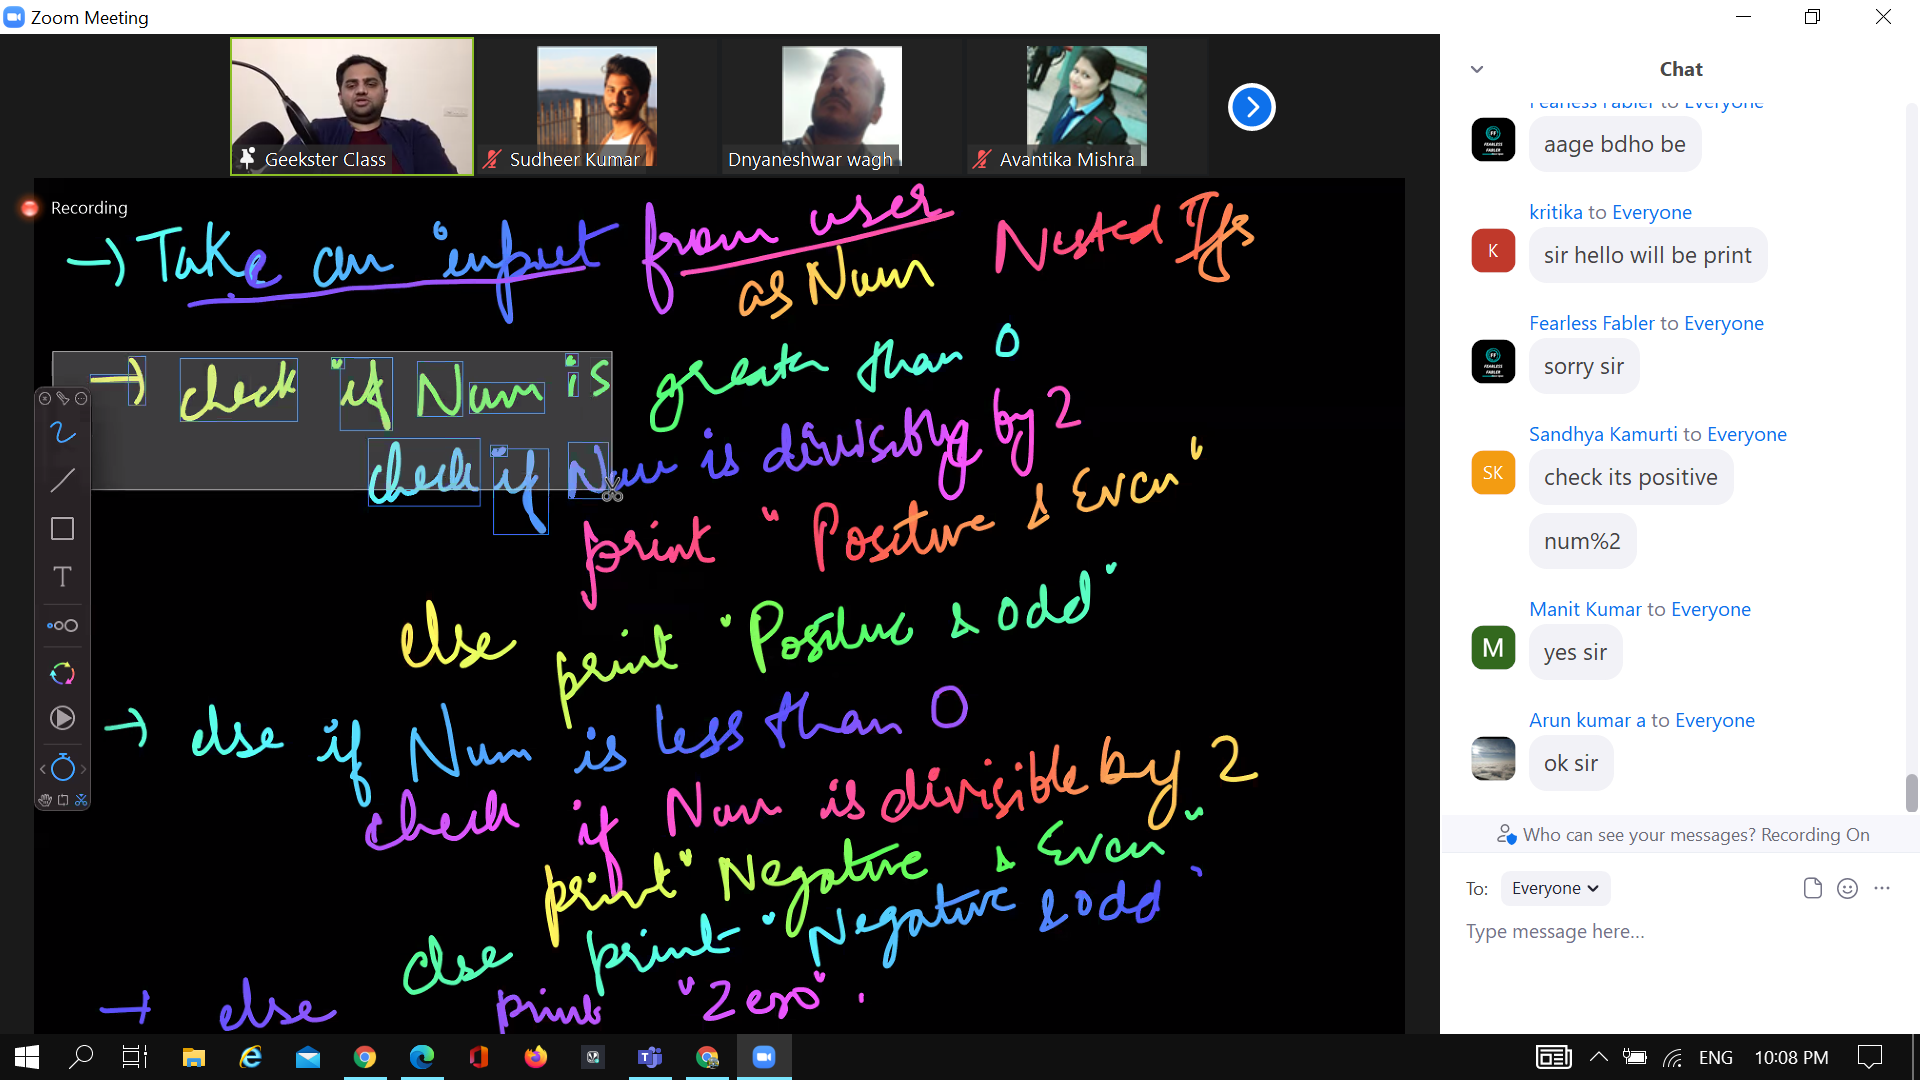 Zoom Meeting
Geekster Class
Sudheer Kumar
Dnyaneshwar wagh
Avantika Mishra
Recording
→ Take an input from user Nested Ifs
as Num
→ check if Num is greater than 0
check if Num is divisibly by 2
print " Positive & Even "
else print "Positive & odd"
→ else if Num is less than 0
check if Num is divisible by 2
print "Negative & Even"
else print "Negative & odd"
→ else print "Zero".
T
Chat
Fearless Fabler to Everyone
aage bdho be
kritika to Everyone
K
sir hello will be print
Fearless Fabler to Everyone
sorry sir
Sandhya Kamurti to Everyone
SK
check its positive
num%2
Manit Kumar to Everyone
M
yes sir
Arun kumar a to Everyone
ok sir
Who can see your messages? Recording On
To: Everyone
Type message here...
ENG 10:08 PM